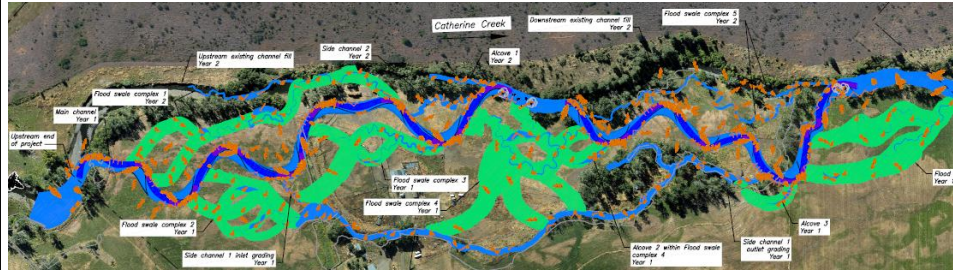 Catherine Creek
Downstream existing channel fill
Year 2
Flood swale complex 5
Year 2
Side channel 2
Year 2
Alcove 1
Year 2
Upstream existing channel fill
Year 2
Flood swale complex 1
Year 2
Main channel
Year 1
Upstream end
of project
Flood swale complex 2
Year 1
Side channel 1 inlet grading
Year 1
Flood swale complex 3
Year 1
Flood swale complex 4
Year 1
Alcove 2 within Flood swale
complex 4
Year 1
Side channel 1
outlet grading
Year 1
Alcove 3
Year 1
Flood
Year 1